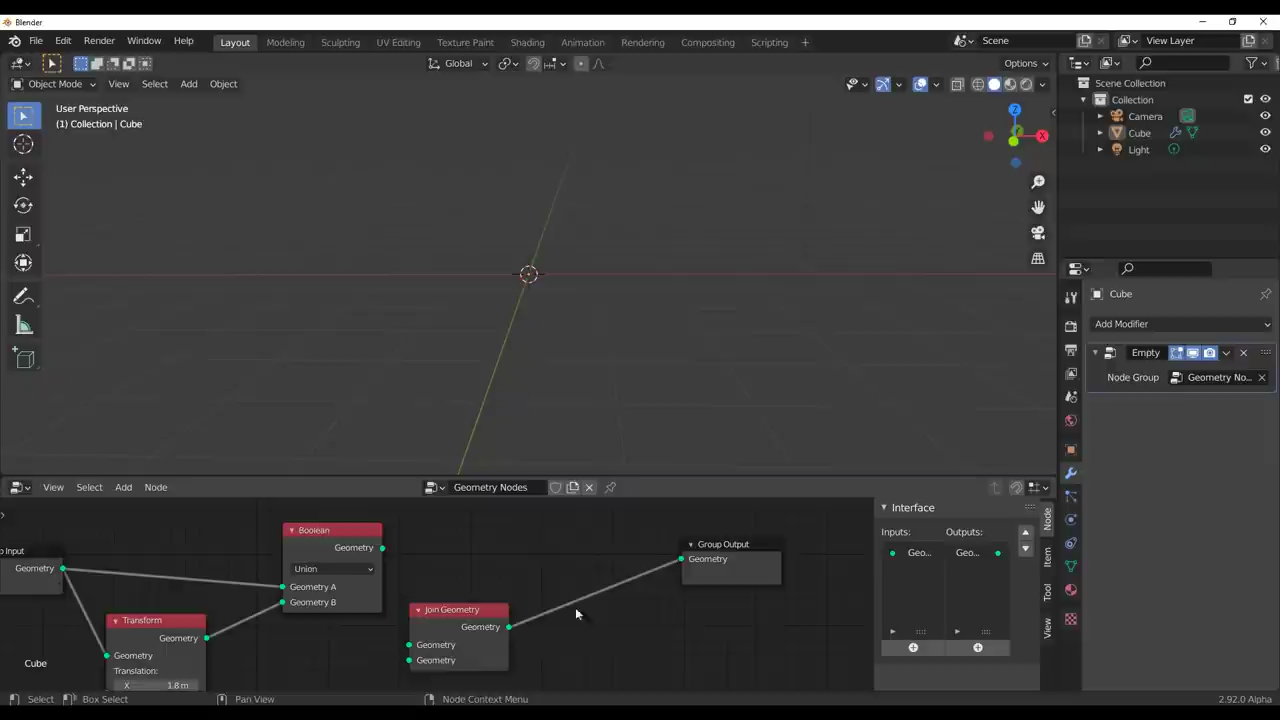 Blender
File Edit Render Window Help
Layout Modeling Sculpting UV Editing Texture Paint Shading Animation Rendering Compositing Scripting +
Scene View Layer
Global Options
Object Mode View Select Add Object
User Perspective
(1) Collection | Cube
Z
Y
X
Scene Collection
Collection
Camera
Cube
Light
Cube
Add Modifier
Empty
Node Group Geometry No...
View Select Add Node Geometry Nodes
p Input
Geometry
Transform
Geometry
Geometry
Translation:
X 1.8 m
Boolean
Geometry
Union
Geometry A
Geometry B
Join Geometry
Geometry
Geometry
Geometry
Group Output
Geometry
Cube
Interface
Inputs: Outputs:
Geo... Geo...
Node
Item
Tool
View
Select Box Select Pan View Node Context Menu 2.92.0 Alpha